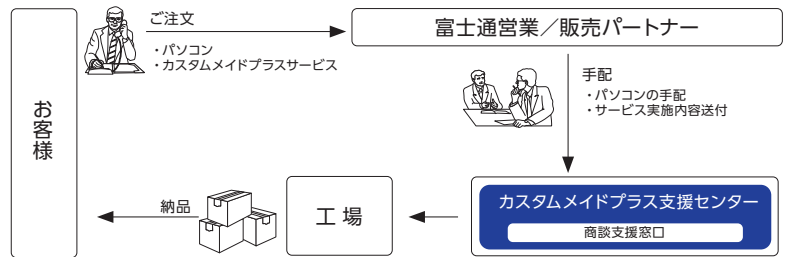 お客様
ご注文
・パソコン
・カスタムメイドプラスサービス
富士通営業／販売パートナー
手配
・パソコンの手配
・サービス実施内容送付
カスタムメイドプラス支援センター
商談支援窓口
工場
納品